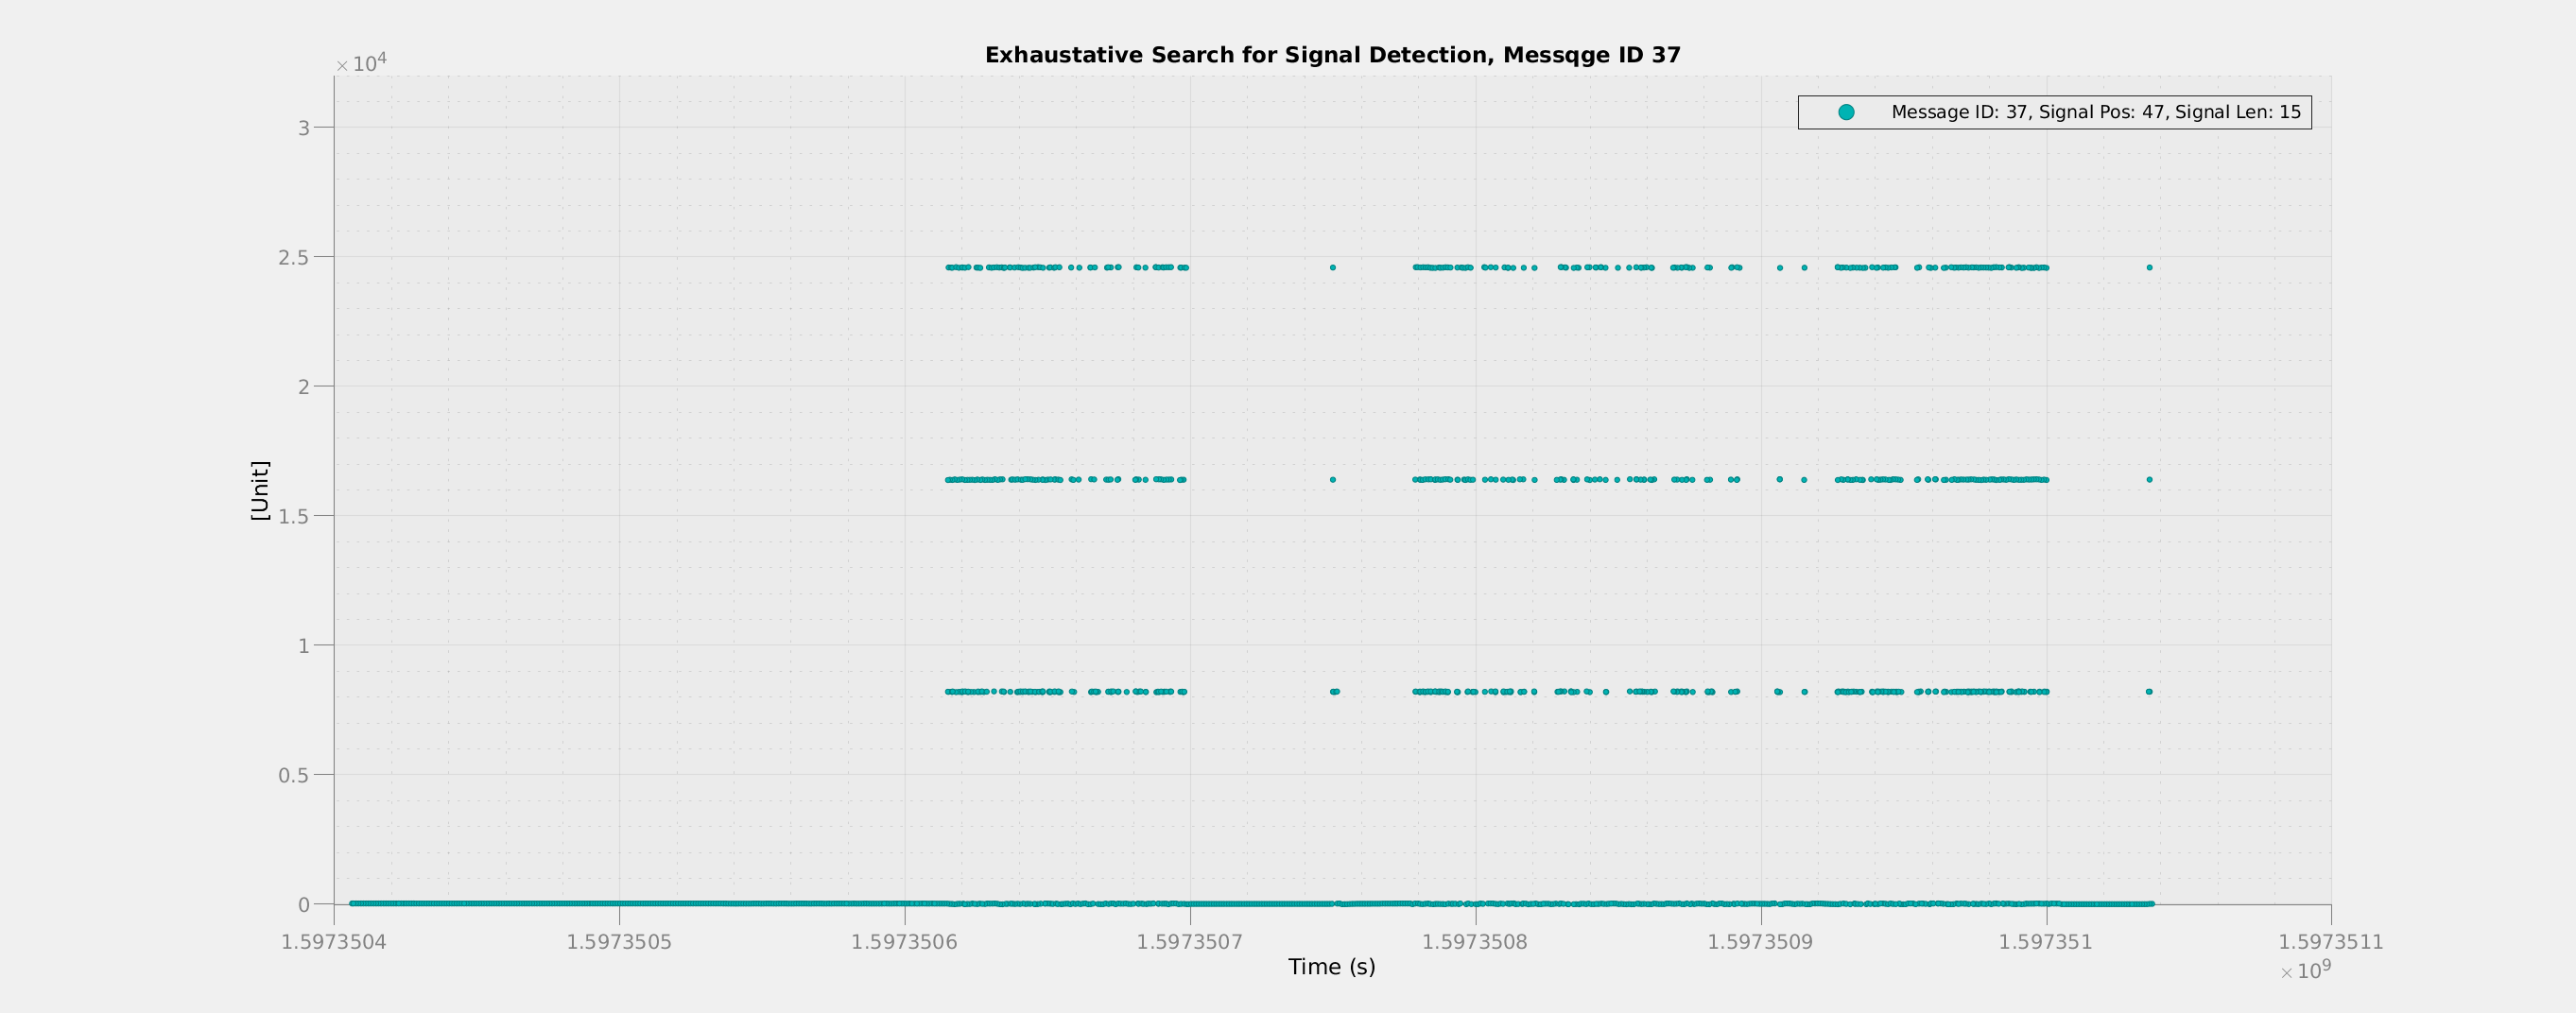 Exhaustative Search for Signal Detection, Messqge ID 37
×10^4
Message ID: 37, Signal Pos: 47, Signal Len: 15
3
2.5
2
1.5
1
0.5
0
[Unit]
1.5973504 1.5973505 1.5973506 1.5973507 1.5973508 1.5973509 1.597351 1.5973511
Time (s)
×10^9